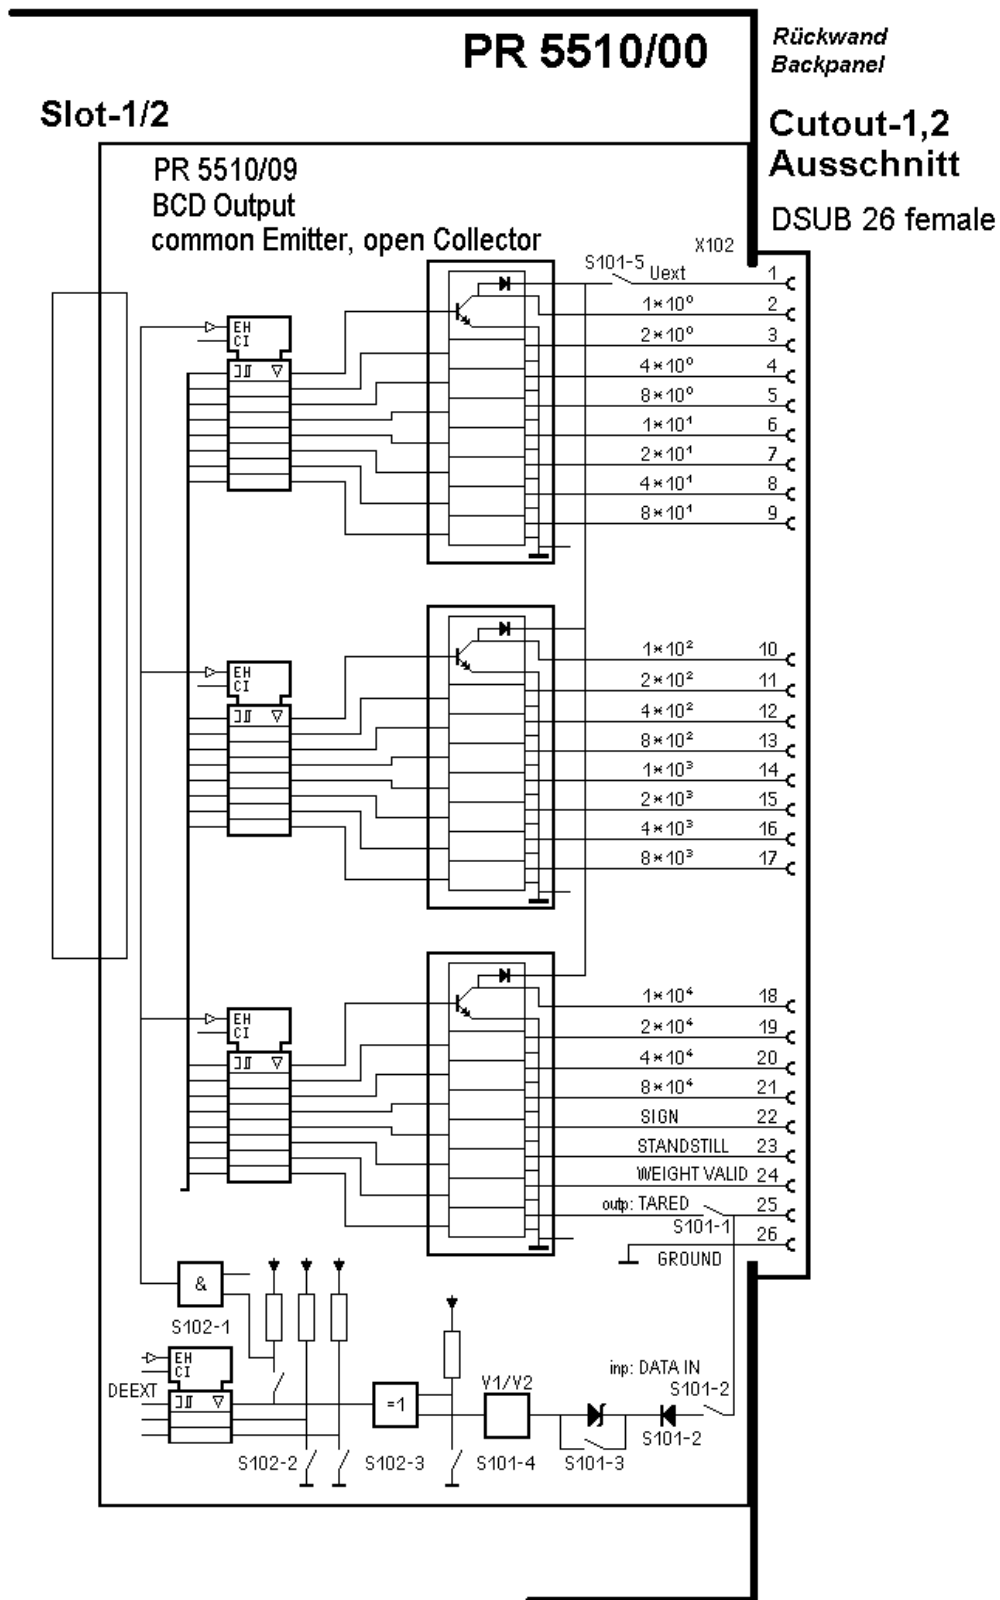 PR 5510/00
Rückwand
Backpanel
Slot-1/2
Cutout-1,2
Ausschnitt
DSUB 26 female
PR 5510/09
BCD Output
common Emitter, open Collector
X102
S101-5
Uext 1
1*10⁰ 2
2*10⁰ 3
4*10⁰ 4
8*10⁰ 5
1*10¹ 6
2*10¹ 7
4*10¹ 8
8*10¹ 9
EH
CI
1*10² 10
2*10² 11
4*10² 12
8*10² 13
1*10³ 14
2*10³ 15
4*10³ 16
8*10³ 17
EH
CI
1*10⁴ 18
2*10⁴ 19
4*10⁴ 20
8*10⁴ 21
SIGN 22
STANDSTILL 23
WEIGHT VALID 24
outp: TARED 25
S101-1
26
GROUND
EH
CI
&
S102-1
EH
CI
DEEXT
=1
V1/V2
inp: DATA IN
S101-2
S101-2
S102-2
S102-3
S101-4
S101-3